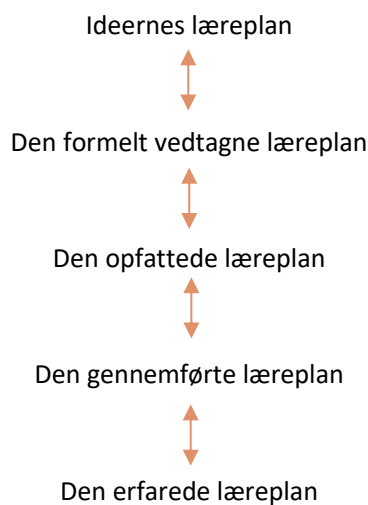 Ideernes læreplan
Den formelt vedtagne læreplan
Den opfattede læreplan
Den gennemførte læreplan
Den erfarede læreplan